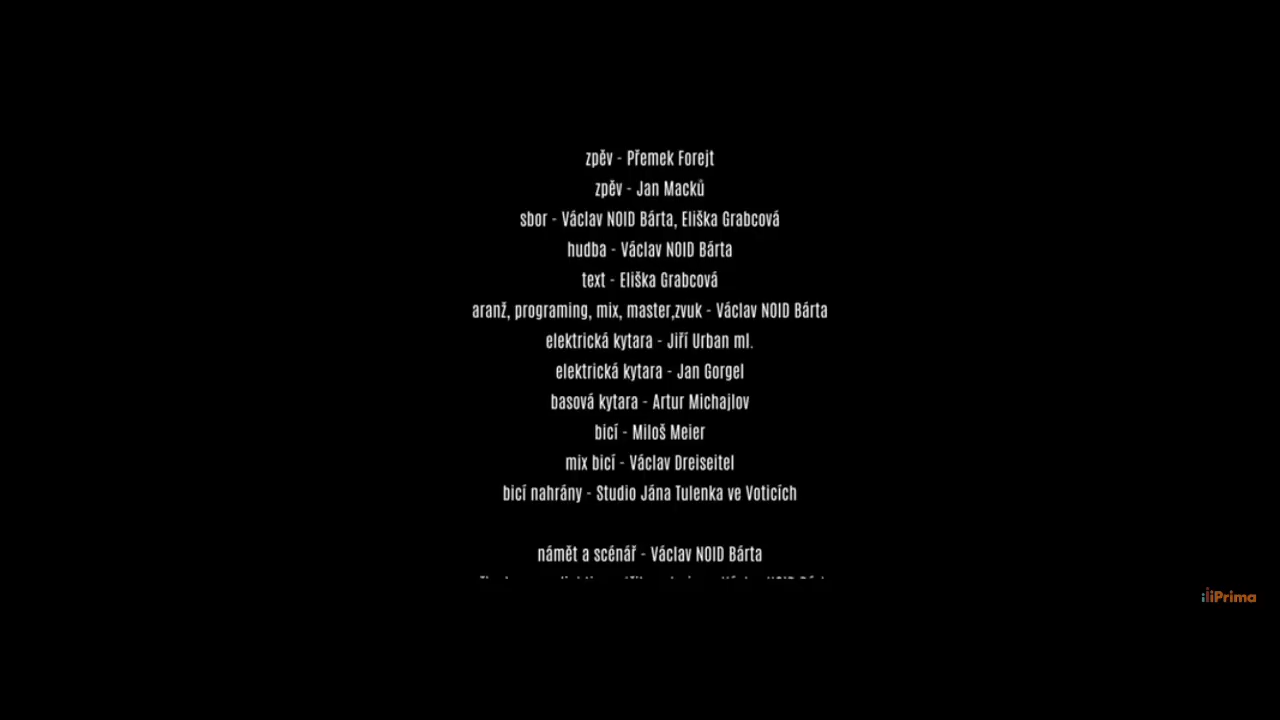 zpěv - Přemek Forejt
zpěv - Jan Macků
sbor - Václav NOID Bárta, Eliška Grabcová
hudba - Václav NOID Bárta
text - Eliška Grabcová
aranž, programing, mix, master,zvuk - Václav NOID Bárta
elektrická kytara - Jiří Urban ml.
elektrická kytara - Jan Gorgel
basová kytara - Artur Michajlov
bicí - Miloš Meier
mix bicí - Václav Dreiseitel
bicí nahrány - Studio Jána Tulenka ve Voticích
námět a scénář - Václav NOID Bárta
iPrima